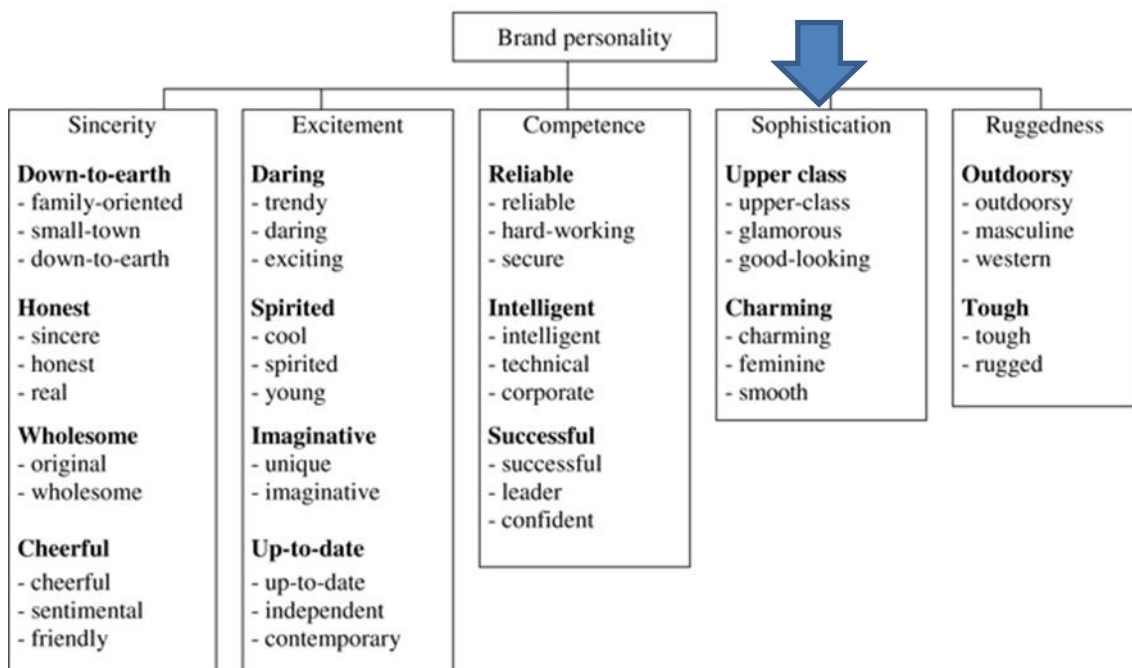 Brand personality
Sincerity
Down-to-earth
- family-oriented
- small-town
- down-to-earth
Honest
- sincere
- honest
- real
Wholesome
- original
- wholesome
Cheerful
- cheerful
- sentimental
- friendly
Excitement
Daring
- trendy
- daring
- exciting
Spirited
- cool
- spirited
- young
Imaginative
- unique
- imaginative
Up-to-date
- up-to-date
- independent
- contemporary
Competence
Reliable
- reliable
- hard-working
- secure
Intelligent
- intelligent
- technical
- corporate
Successful
- successful
- leader
- confident
Sophistication
Upper class
- upper-class
- glamorous
- good-looking
Charming
- charming
- feminine
- smooth
Ruggedness
Outdoorsy
- outdoorsy
- masculine
- western
Tough
- tough
- rugged